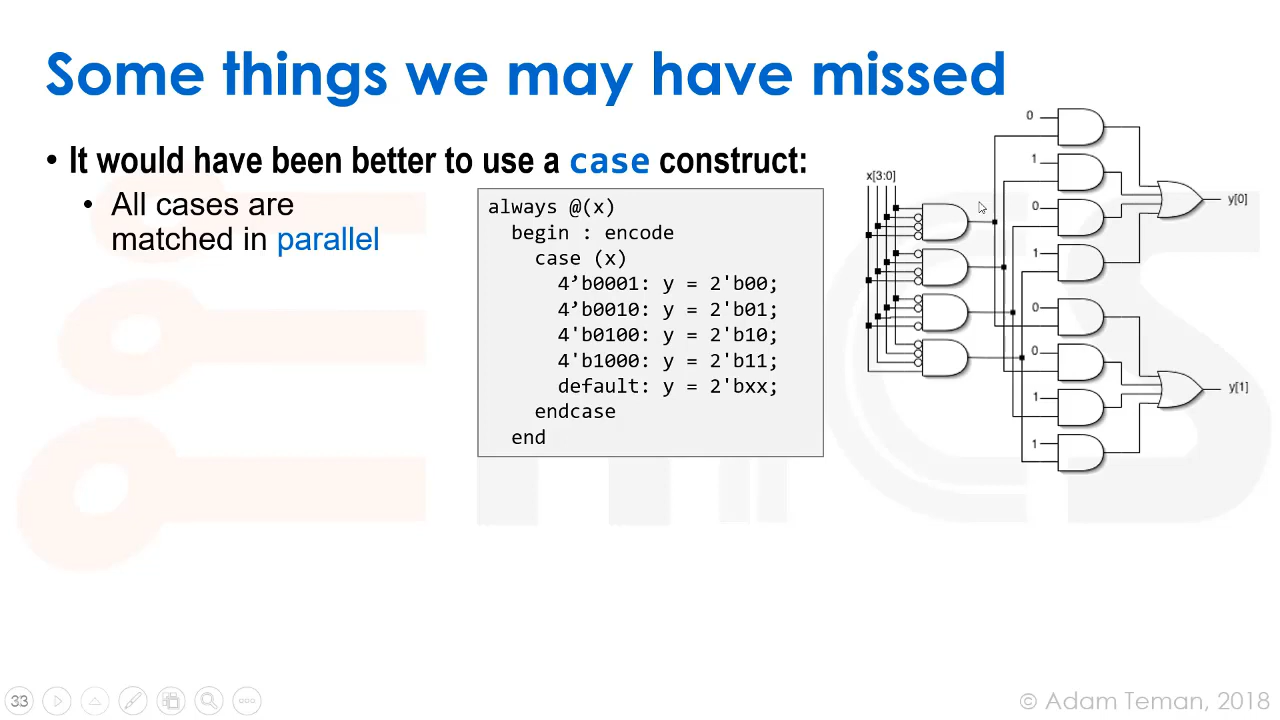 Some things we may have missed
• It would have been better to use a case construct:
• All cases are
matched in parallel
always @(x)
begin : encode
case (x)
4’b0001: y = 2'b00;
4’b0010: y = 2'b01;
4'b0100: y = 2'b10;
4'b1000: y = 2'b11;
default: y = 2'bxx;
endcase
end
x[3:0]
0
1
0
1
y[0]
0
0
1
1
y[1]
33
© Adam Teman, 2018